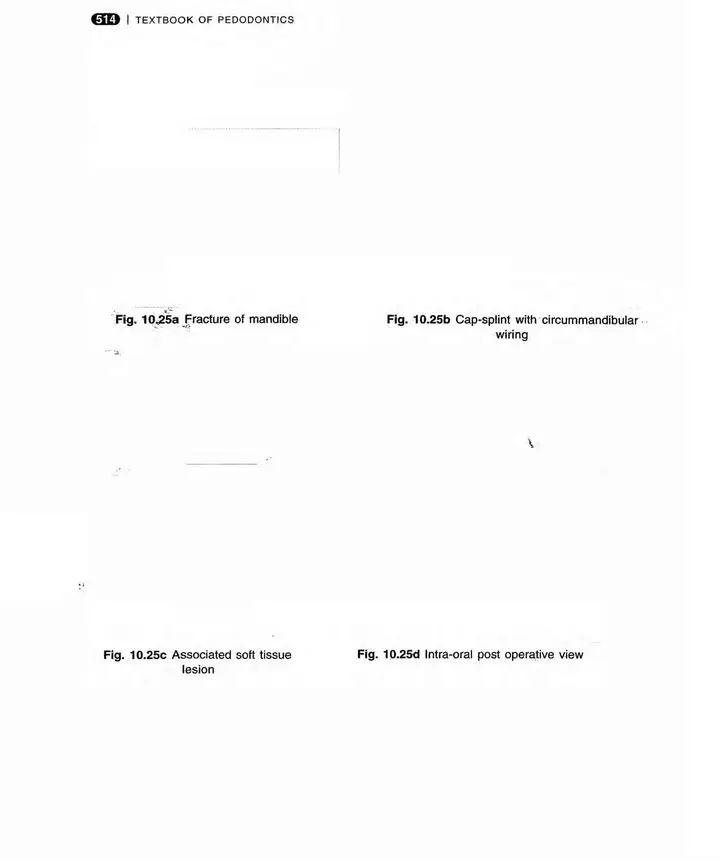 514 | TEXTBOOK OF PEDODONTICS
Fig. 10.25a Fracture of mandible
Fig. 10.25b Cap-splint with circummandibular
wiring
Fig. 10.25c Associated soft tissue
lesion
Fig. 10.25d Intra-oral post operative view